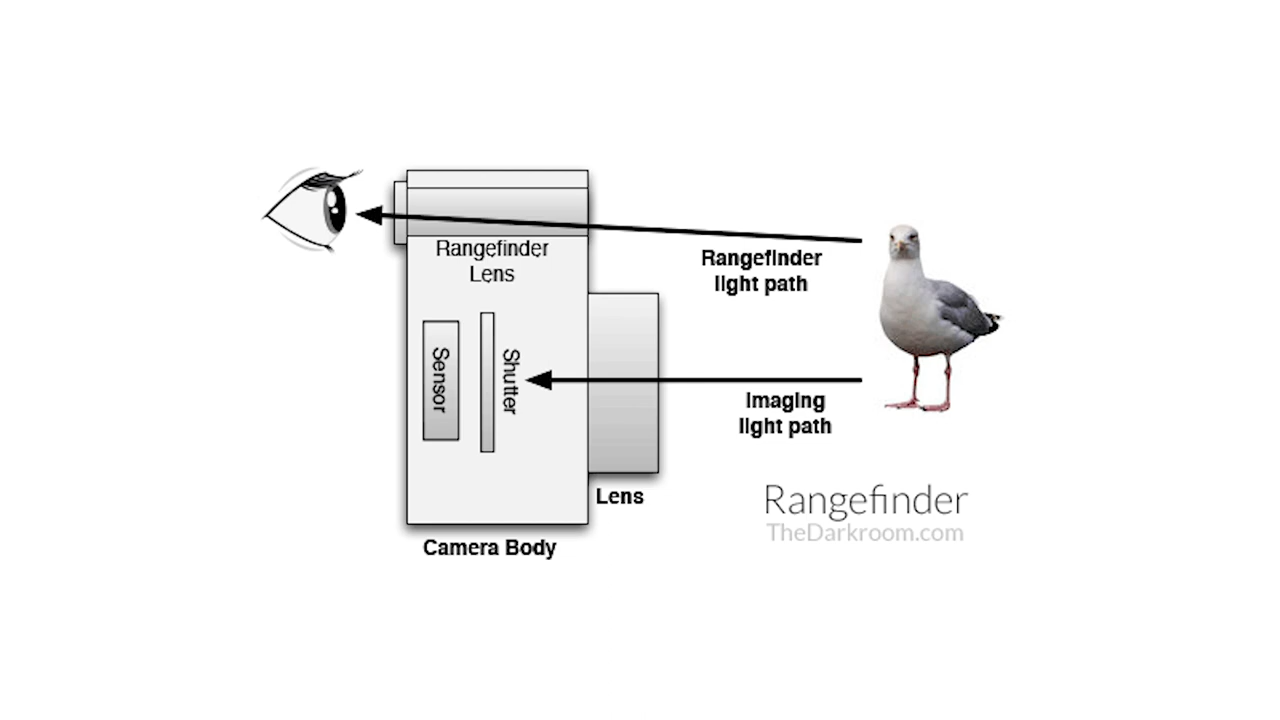 Rangefinder
Lens
Rangefinder
light path
Sensor
Shutter
Imaging
light path
Lens
Rangefinder
TheDarkroom.com
Camera Body